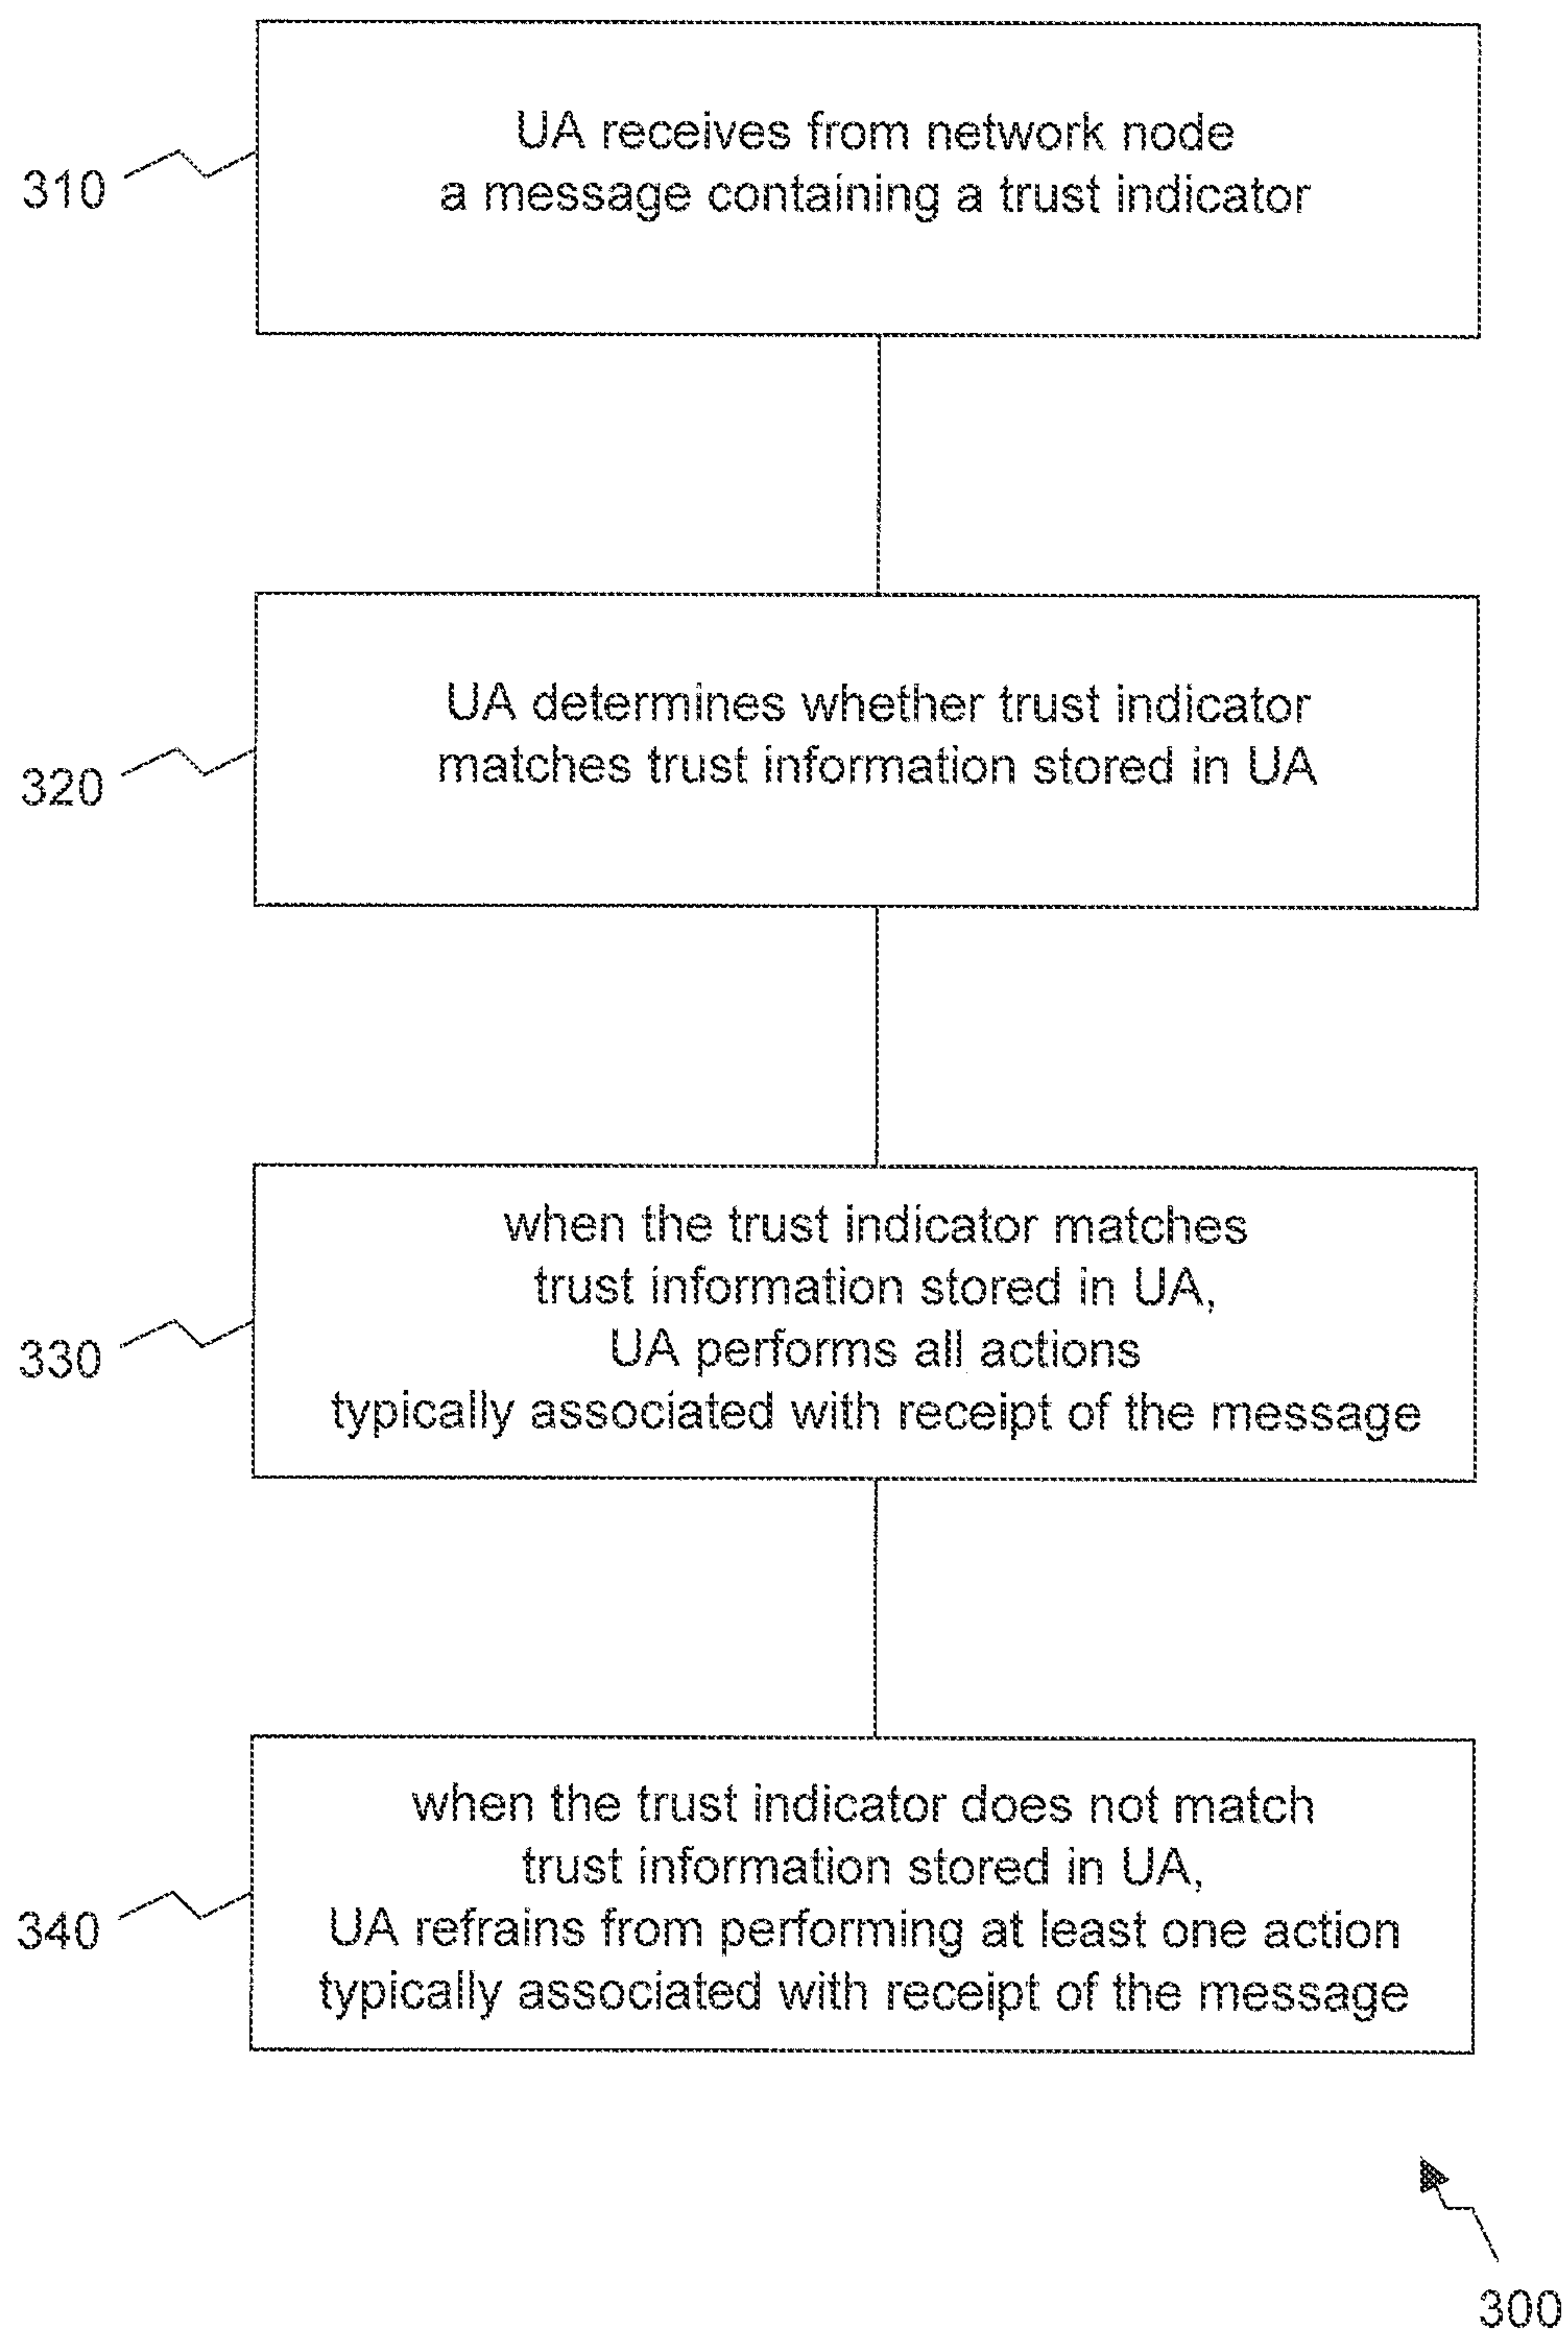 UA receives from network node
a message containing a trust indicator
310
UA determines whether trust indicator
matches trust information stored in UA
320
when the trust indicator matches
trust information stored in UA,
UA performs all actions
typically associated with receipt of the message
330
when the trust indicator does not match
trust information stored in UA,
UA refrains from performing at least one action
typically associated with receipt of the message
340
300